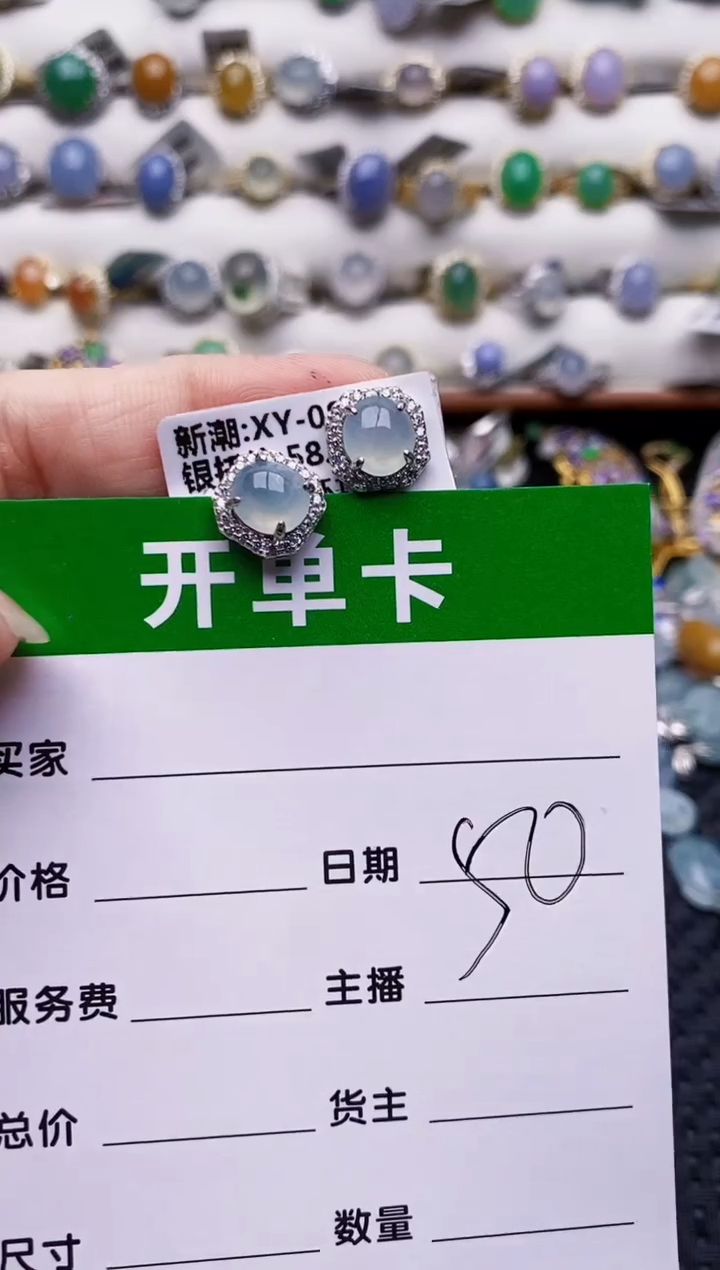 新潮:XY-0
银 58.
开单卡
买家
价格 日期 50
服务费 主播
总价 货主
尺寸 数量